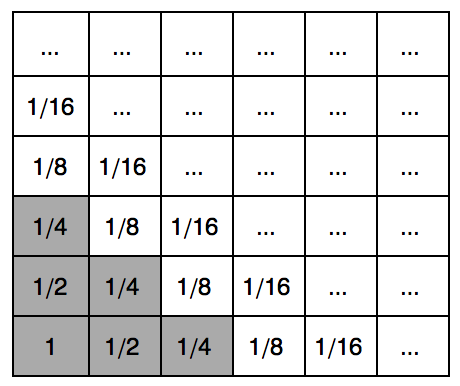 ... ... ... ... ... ...
1/16 ... ... ... ... ...
1/8 1/16 ... ... ... ...
1/4 1/8 1/16 ... ... ...
1/2 1/4 1/8 1/16 ... ...
1 1/2 1/4 1/8 1/16 ...